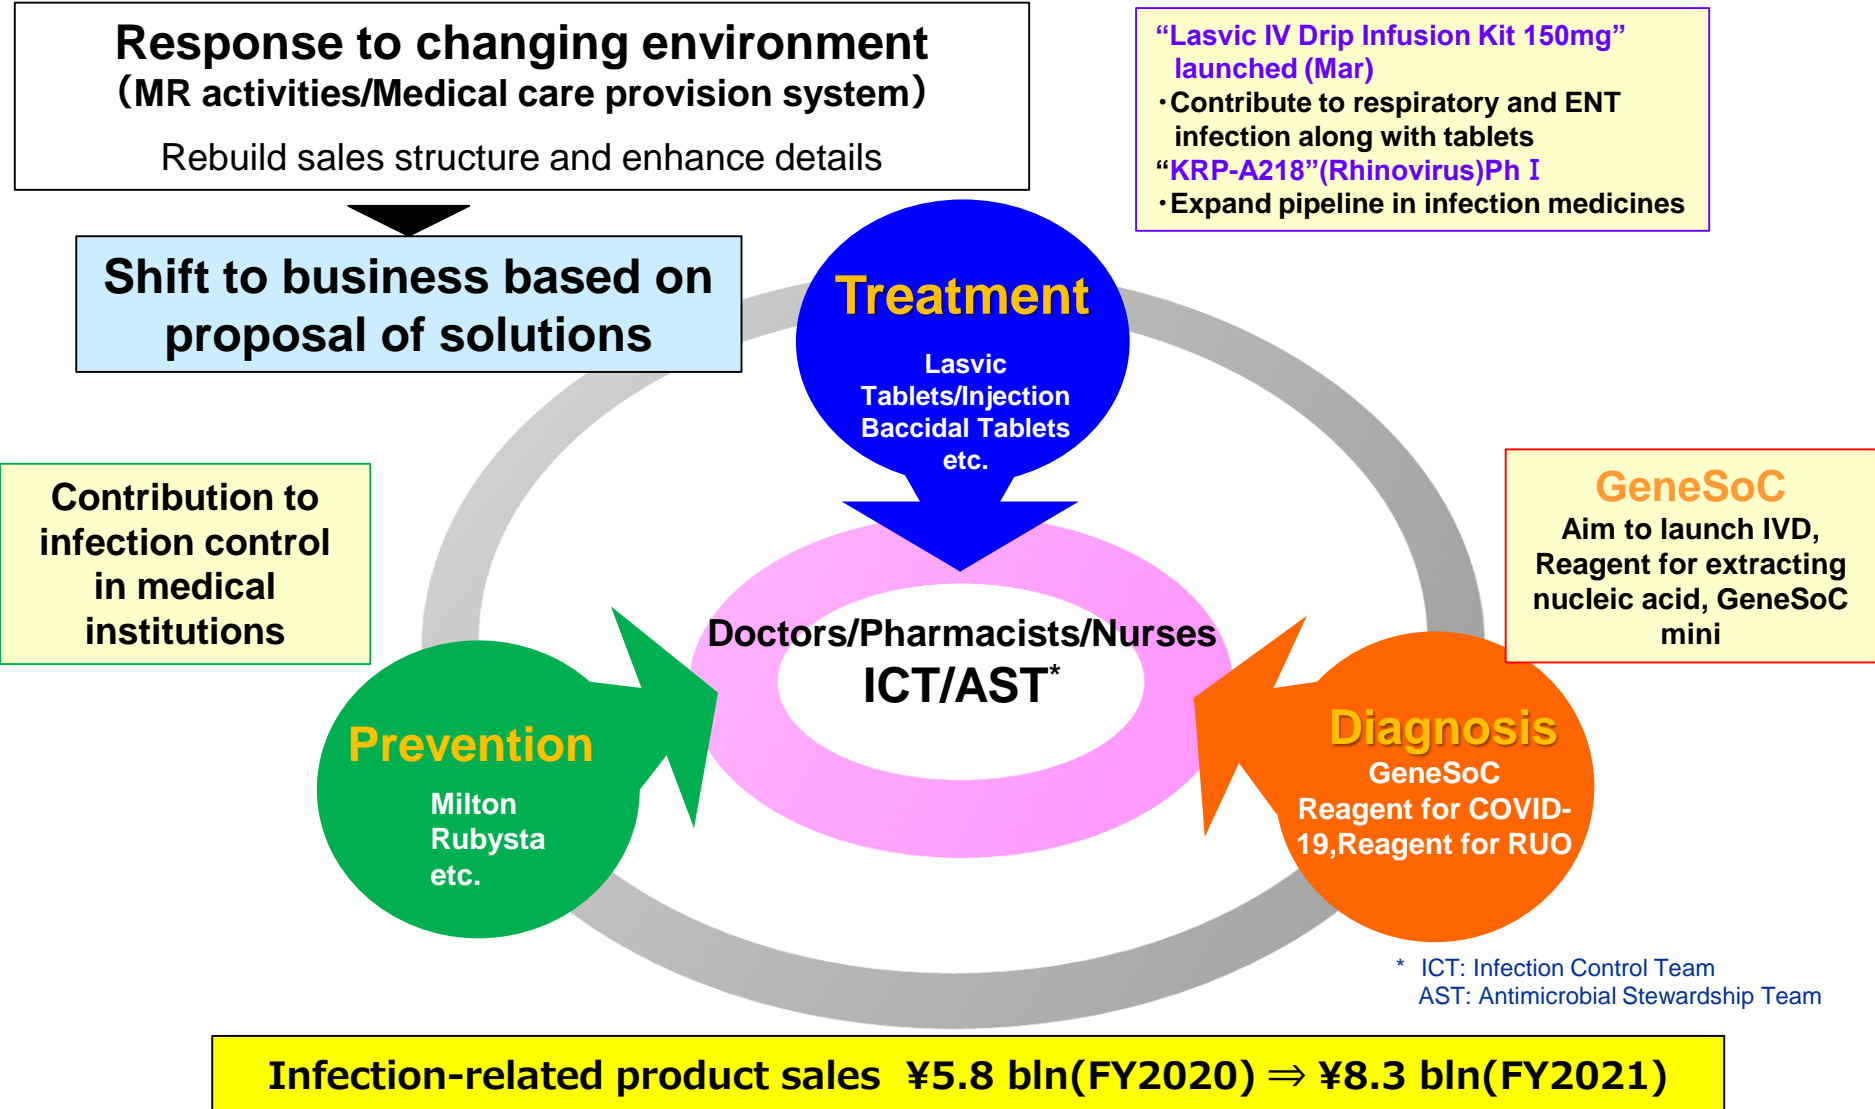 Response to changing environment
（MR activities/Medical care provision system）
Rebuild sales structure and enhance details
Shift to business based on
proposal of solutions
“Lasvic IV Drip Infusion Kit 150mg”
launched (Mar)
・Contribute to respiratory and ENT
infection along with tablets
“KRP-A218”(Rhinovirus)Ph Ⅰ
・Expand pipeline in infection medicines
Treatment
Lasvic
Tablets/Injection
Baccidal Tablets
etc.
Contribution to
infection control
in medical
institutions
GeneSoC
Aim to launch IVD,
Reagent for extracting
nucleic acid, GeneSoC
mini
Doctors/Pharmacists/Nurses
ICT/AST*
Prevention
Milton
Rubysta
etc.
Diagnosis
GeneSoC
Reagent for COVID-
19,Reagent for RUO
* ICT: Infection Control Team
AST: Antimicrobial Stewardship Team
Infection-related product sales ¥5.8 bln(FY2020) ⇒ ¥8.3 bln(FY2021)